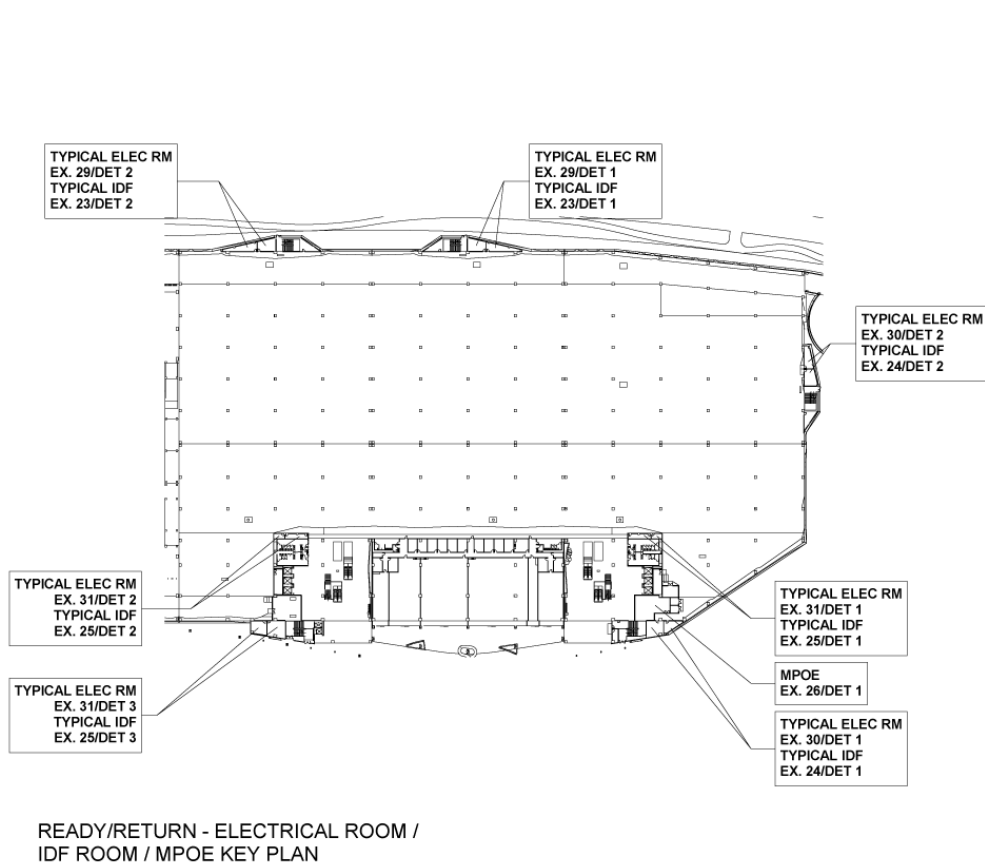 TYPICAL ELEC RM
EX. 29/DET 2
TYPICAL IDF
EX. 23/DET 2
TYPICAL ELEC RM
EX. 29/DET 1
TYPICAL IDF
EX. 23/DET 1
TYPICAL ELEC RM
EX. 30/DET 2
TYPICAL IDF
EX. 24/DET 2
TYPICAL ELEC RM
EX. 31/DET 2
TYPICAL IDF
EX. 25/DET 2
TYPICAL ELEC RM
EX. 31/DET 1
TYPICAL IDF
EX. 25/DET 1
MPOE
EX. 26/DET 1
TYPICAL ELEC RM
EX. 31/DET 3
TYPICAL IDF
EX. 25/DET 3
TYPICAL ELEC RM
EX. 30/DET 1
TYPICAL IDF
EX. 24/DET 1
READY/RETURN - ELECTRICAL ROOM /
IDF ROOM / MPOE KEY PLAN